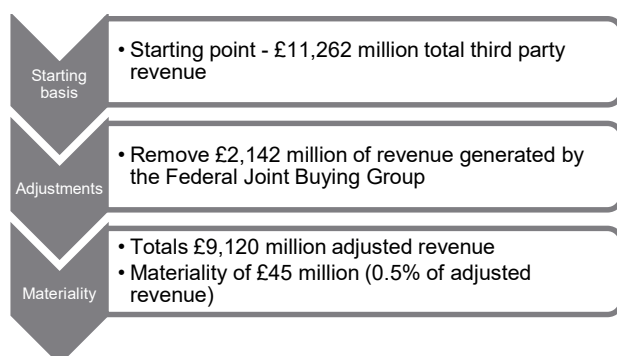 Starting
basis
• Starting point - £11,262 million total third party
revenue
Adjustments
• Remove £2,142 million of revenue generated by
the Federal Joint Buying Group
Materiality
• Totals £9,120 million adjusted revenue
• Materiality of £45 million (0.5% of adjusted
revenue)